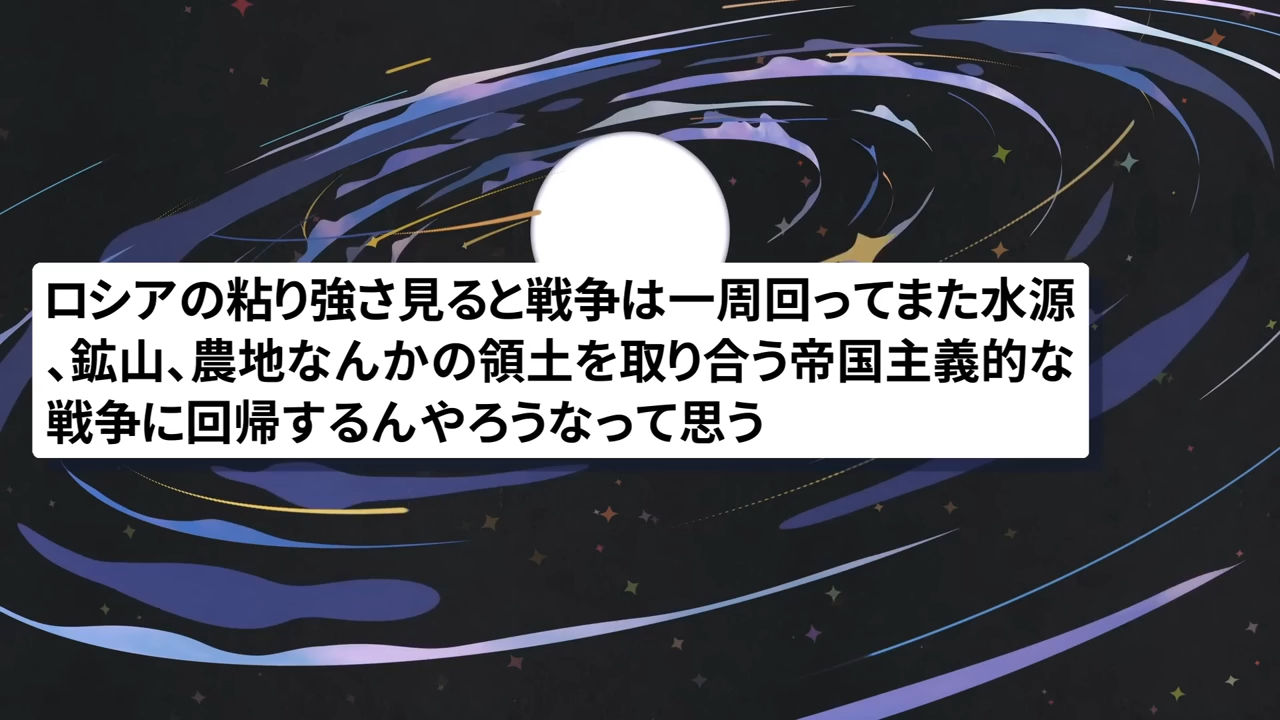 ロシアの粘り強さ見ると戦争は一周回ってまた水源
、鉱山、農地なんかの領土を取り合う帝国主義的な
戦争に回帰するんやろうなって思う